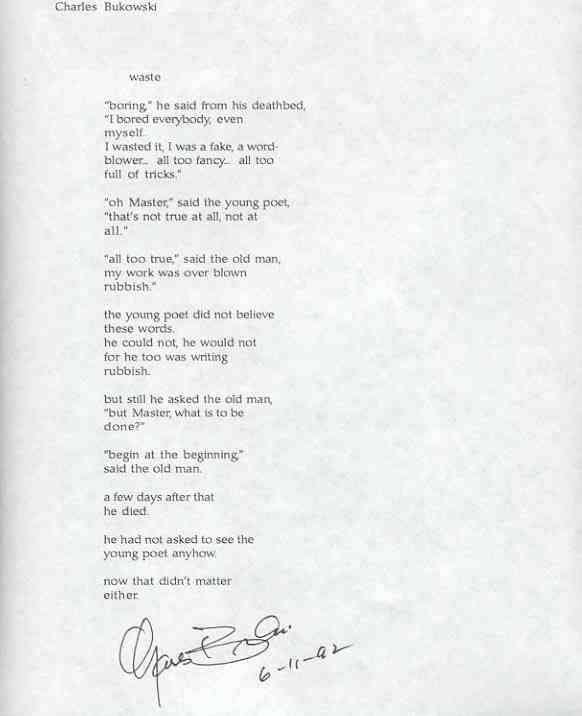 Charles Bukowski
waste
“boring,” he said from his deathbed,
“I bored everybody, even
myself.
I wasted it, I was a fake, a word-
blower... all too fancy... all too
full of tricks.”
“oh Master,” said the young poet,
“that's not true at all, not at
all.”
“all too true,” said the old man,
my work was over blown
rubbish.”
the young poet did not believe
these words.
he could not, he would not
for he too was writing
rubbish.
but still he asked the old man,
“but Master, what is to be
done?”
“begin at the beginning,”
said the old man.
a few days after that
he died.
he had not asked to see the
young poet anyhow.
now that didn't matter
either.
Charles Bukowski
6-11-92